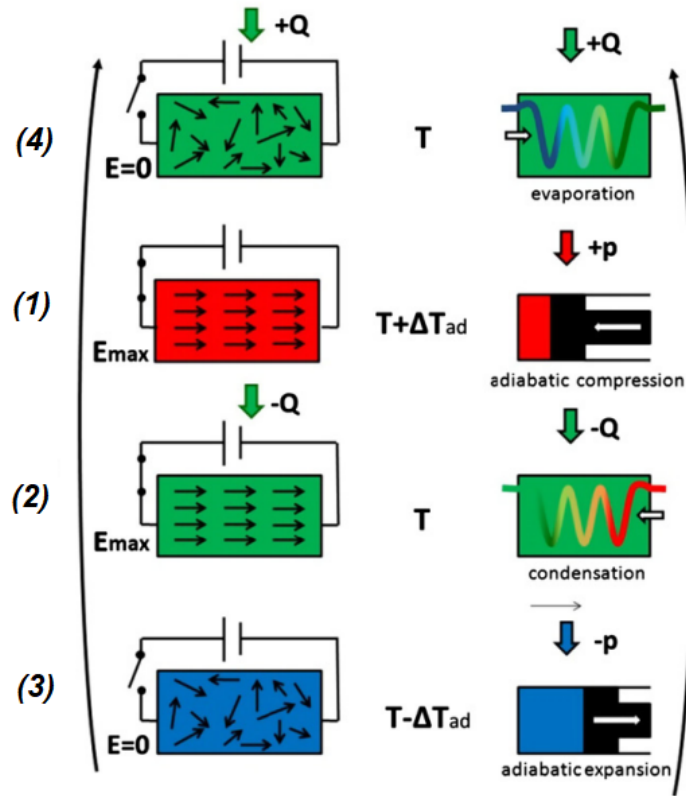 +Q +Q
(4) E=0 T
evaporation
+p
(1) Emax T+ΔTad
adiabatic compression
-Q -Q
(2) Emax T
condensation
-p
(3) E=0 T-ΔTad
adiabatic expansion